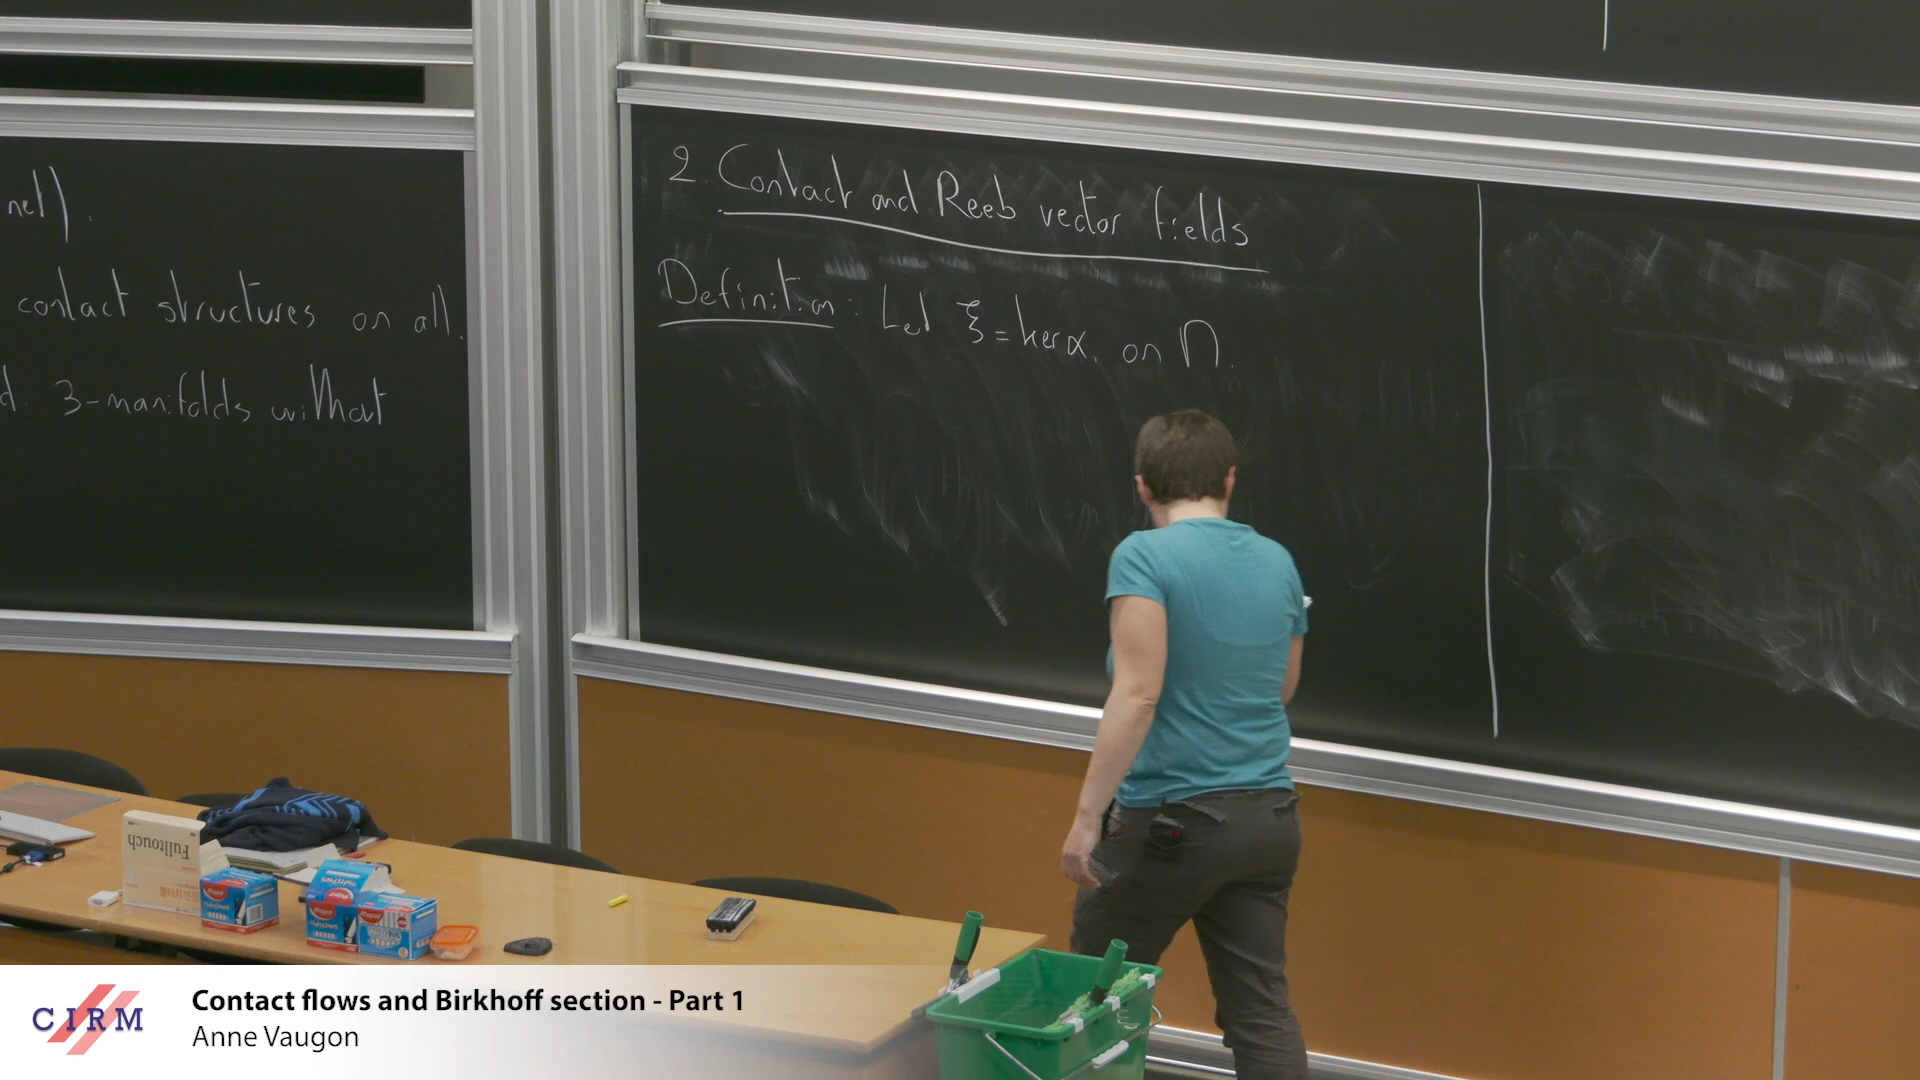 net).
contact structures on all
d. 3-manifolds without
2. Contact and Reeb vector fields
Definition: Let ξ = ker α. on M.
Fulltouch
Contact flows and Birkhoff section - Part 1
CIRM
Anne Vaugon